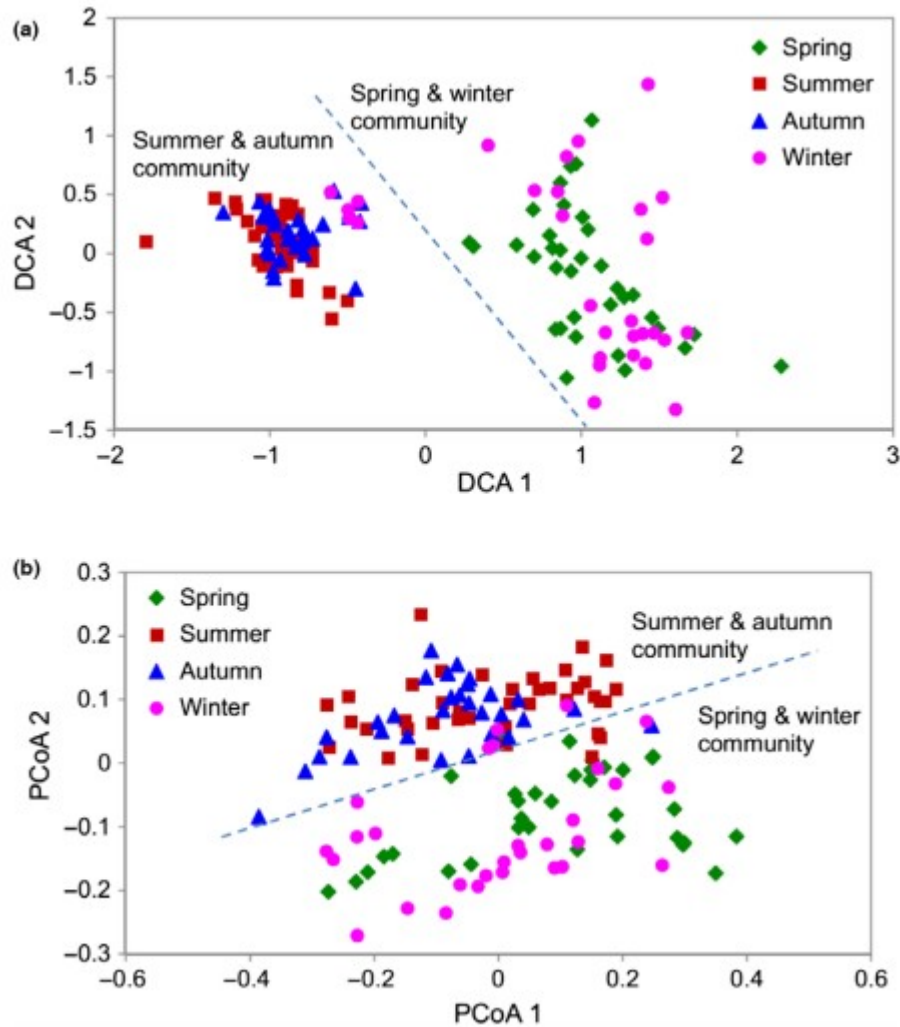 (a)
2
1.5
1
0.5
0
–0.5
–1
–1.5
DCA 2
–2
–1
0
1
2
3
DCA 1
Spring
Summer
Autumn
Winter
Spring & winter
community
Summer & autumn
community
(b)
0.3
0.2
0.1
0
–0.1
–0.2
–0.3
PCoA 2
–0.6
–0.4
–0.2
0
0.2
0.4
0.6
PCoA 1
Spring
Summer
Autumn
Winter
Summer & autumn
community
Spring & winter
community